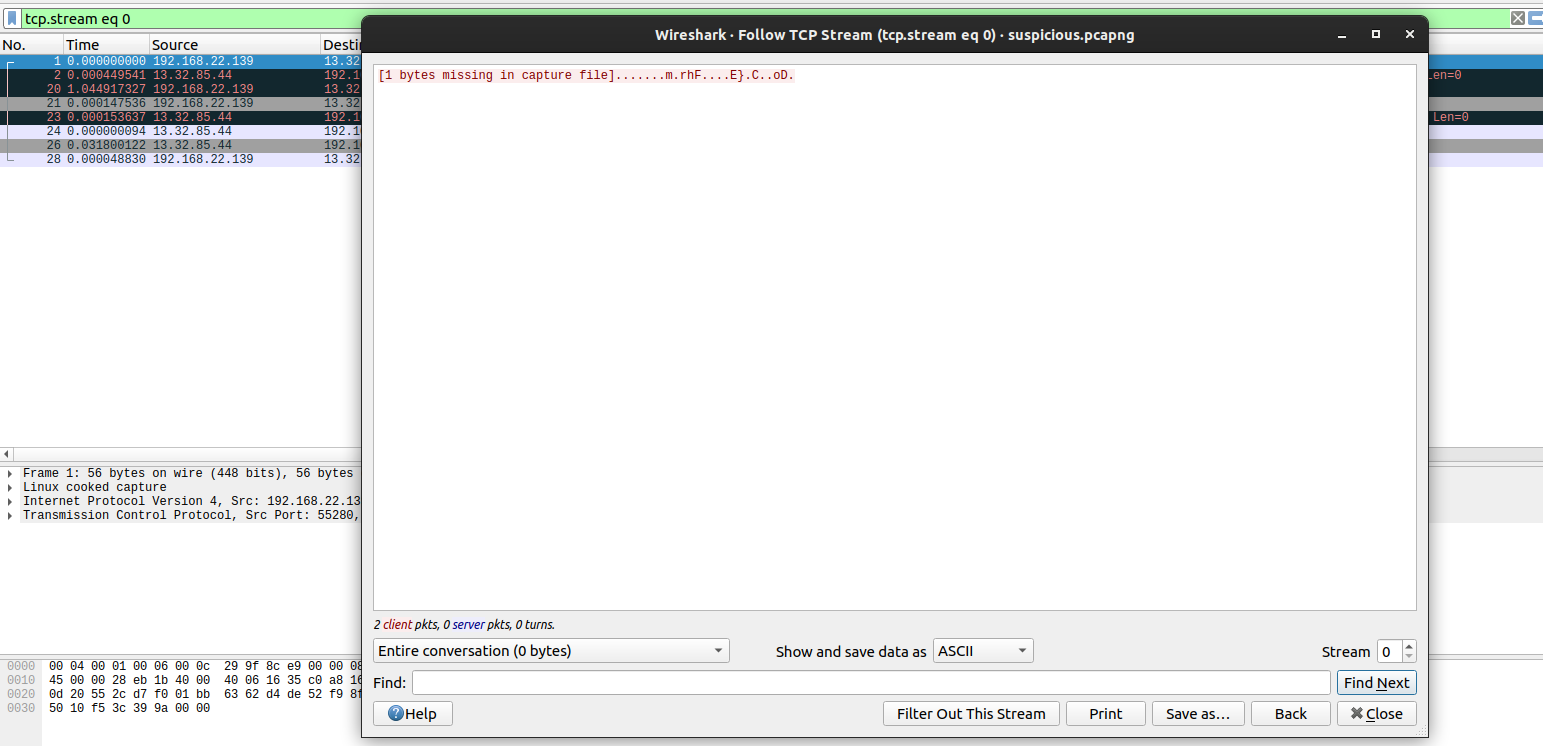 tcp.stream eq 0
Wireshark · Follow TCP Stream (tcp.stream eq 0) · suspicious.pcapng
No. Time Source Desti
1 0.000000000 192.168.22.139 13.32
2 0.000449541 13.32.85.44 192.1 Len=0
20 1.044917327 192.168.22.139 13.32
21 0.000147536 192.168.22.139 13.32
23 0.000153637 13.32.85.44 192.1 Len=0
24 0.000000094 13.32.85.44 192.1
26 0.031800122 13.32.85.44 192.1
28 0.000048830 192.168.22.139 13.32
[1 bytes missing in capture file].......m.rhF....E}.C..oD.
Frame 1: 56 bytes on wire (448 bits), 56 bytes
Linux cooked capture
Internet Protocol Version 4, Src: 192.168.22.13
Transmission Control Protocol, Src Port: 55280,
0000 00 04 00 01 00 06 00 0c 29 9f 8c e9 00 00 08
0010 45 00 00 28 eb 1b 40 00 40 06 16 35 c0 a8 16
0020 0d 20 55 2c d7 f0 01 bb 63 62 d4 de 52 f9 8f
0030 50 10 f5 3c 39 9a 00 00
2 client pkts, 0 server pkts, 0 turns.
Entire conversation (0 bytes) Show and save data as ASCII Stream 0
Find: Find Next
Help Filter Out This Stream Print Save as… Back Close